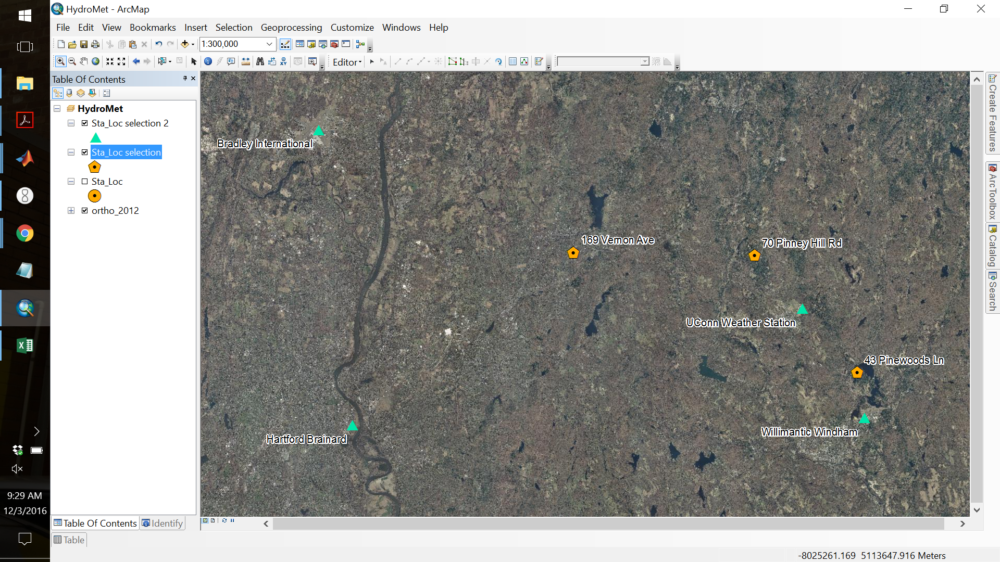 HydroMet - ArcMap
File Edit View Bookmarks Insert Selection Geoprocessing Customize Windows Help
1:300,000
Editor
Table Of Contents
HydroMet
Sta_Loc selection 2
Sta_Loc selection
Sta_Loc
ortho_2012
Bradley International
169 Vernon Ave
70 Pinney Hill Rd
UConn Weather Station
43 Pinewoods Ln
Willimantic Windham
Hartford Brainard
Create Features
ArcToolbox
Catalog
Search
9:29 AM
12/3/2016
Table Of Contents Identify
Table
-8025261.169 5113647.916 Meters